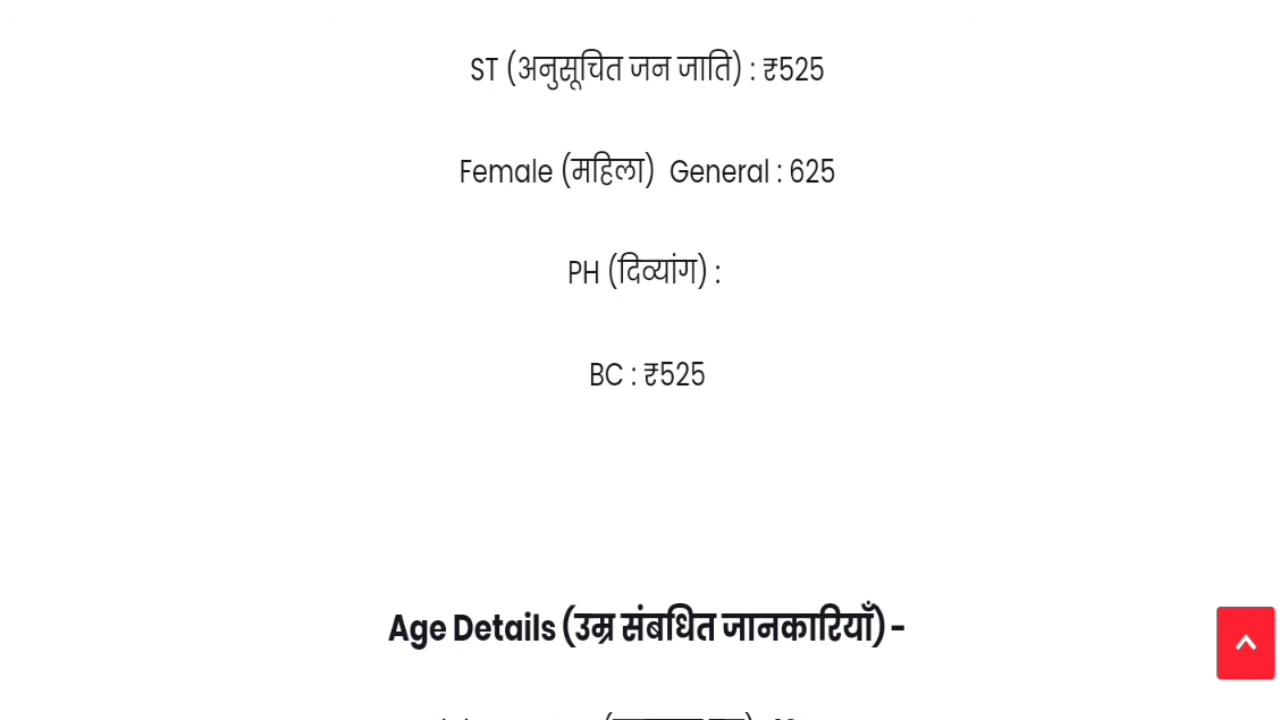 ST (अनुसूचित जन जाति) : ₹525
Female (महिला) General : 625
PH (दिव्यांग) :
BC : ₹525
Age Details (उम्र संबधित जानकारियाँ) -